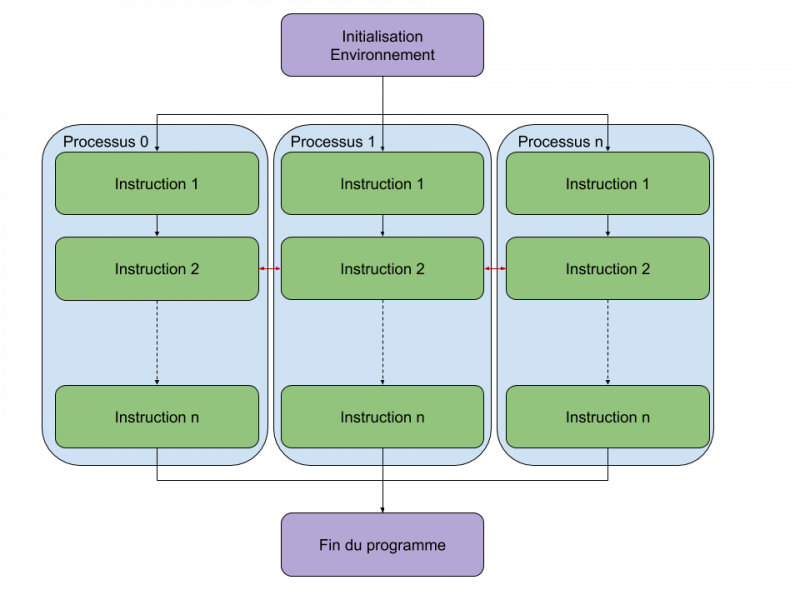 Initialisation
Environnement
Processus 0
Processus 1
Processus n
Instruction 1
Instruction 1
Instruction 1
Instruction 2
Instruction 2
Instruction 2
Instruction n
Instruction n
Instruction n
Fin du programme